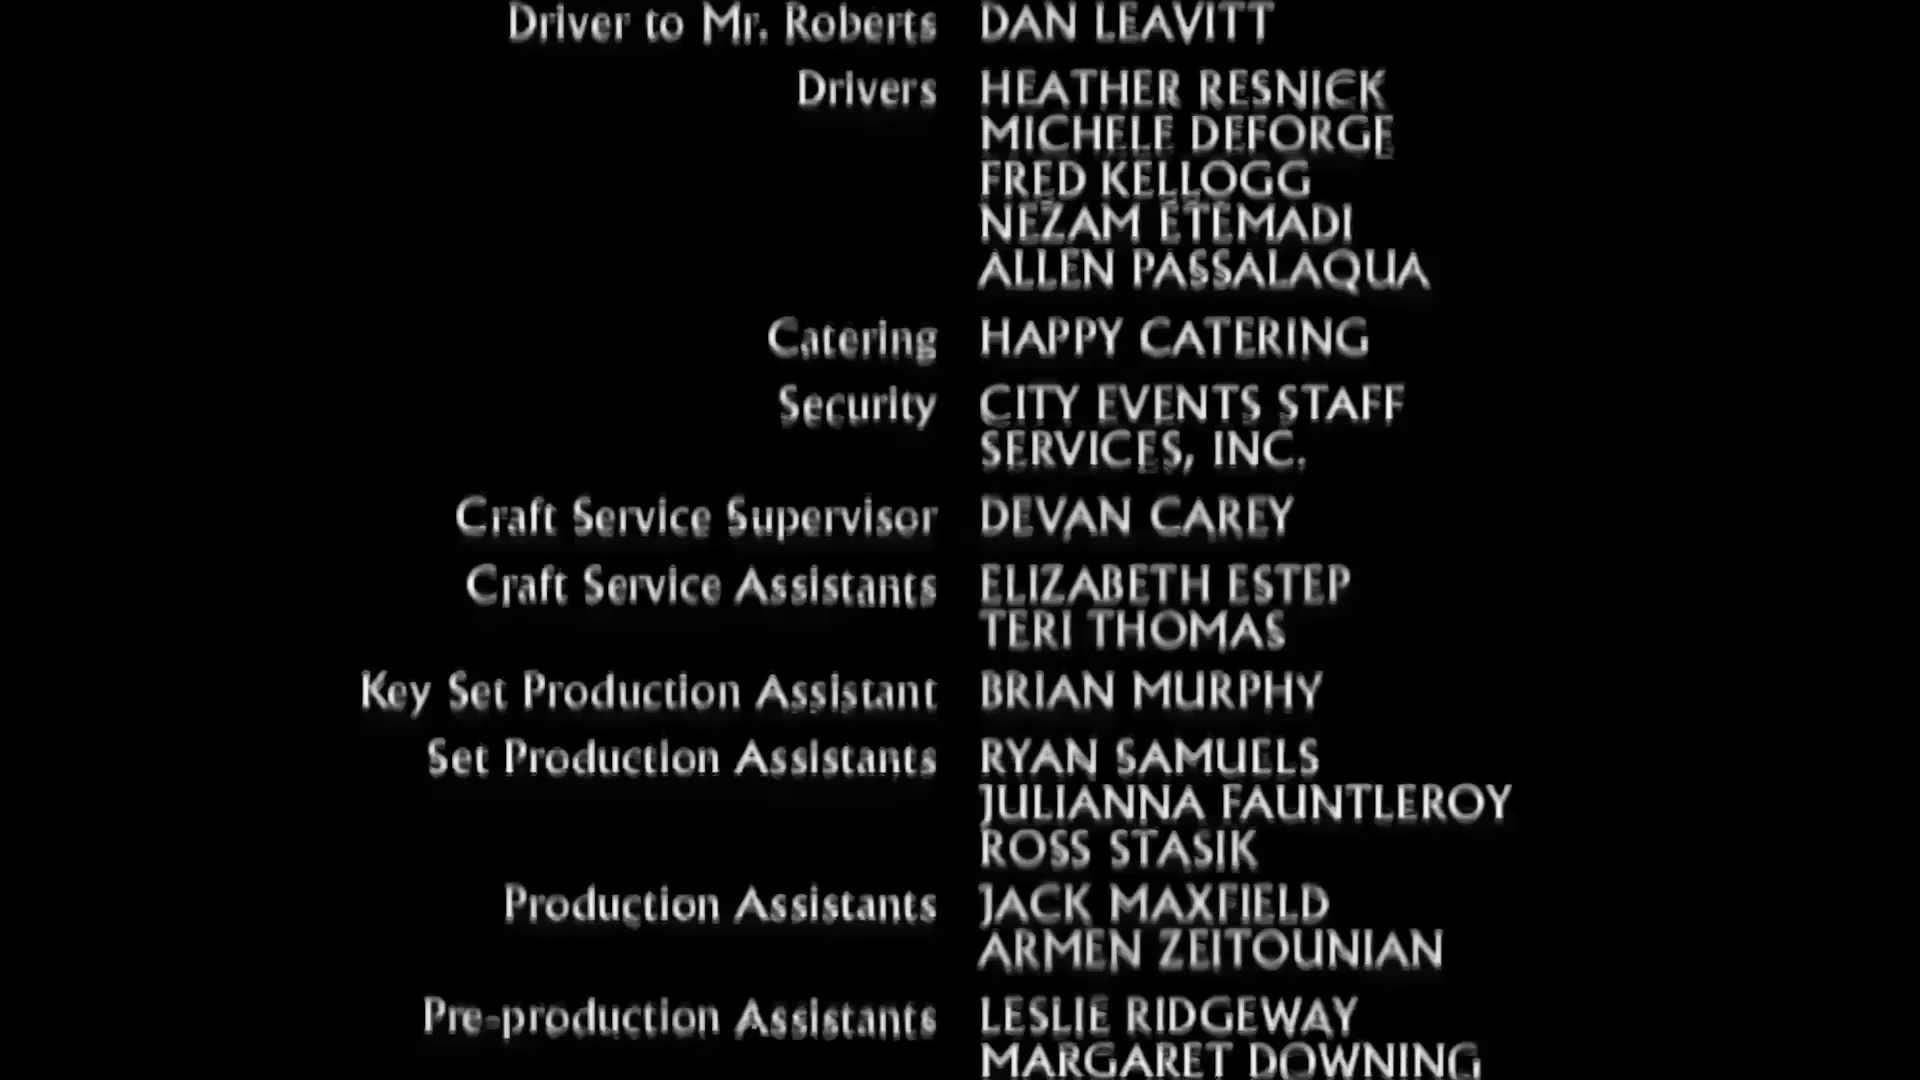 Driver to Mr. Roberts DAN LEAVITT
Drivers HEATHER RESNICK
MICHELE DEFORGE
FRED KELLOGG
NEZAM ETEMADI
ALLEN PASSALAQUA
Catering HAPPY CATERING
Security CITY EVENTS STAFF
SERVICES, INC.
Craft Service Supervisor DEVAN CAREY
Craft Service Assistants ELIZABETH ESTEP
TERI THOMAS
Key Set Production Assistant BRIAN MURPHY
Set Production Assistants RYAN SAMUELS
JULIANNA FAUNTLEROY
ROSS STASIK
Production Assistants JACK MAXFIELD
ARMEN ZEITOUNIAN
Pre-production Assistants LESLIE RIDGEWAY
MARGARET DOWNING